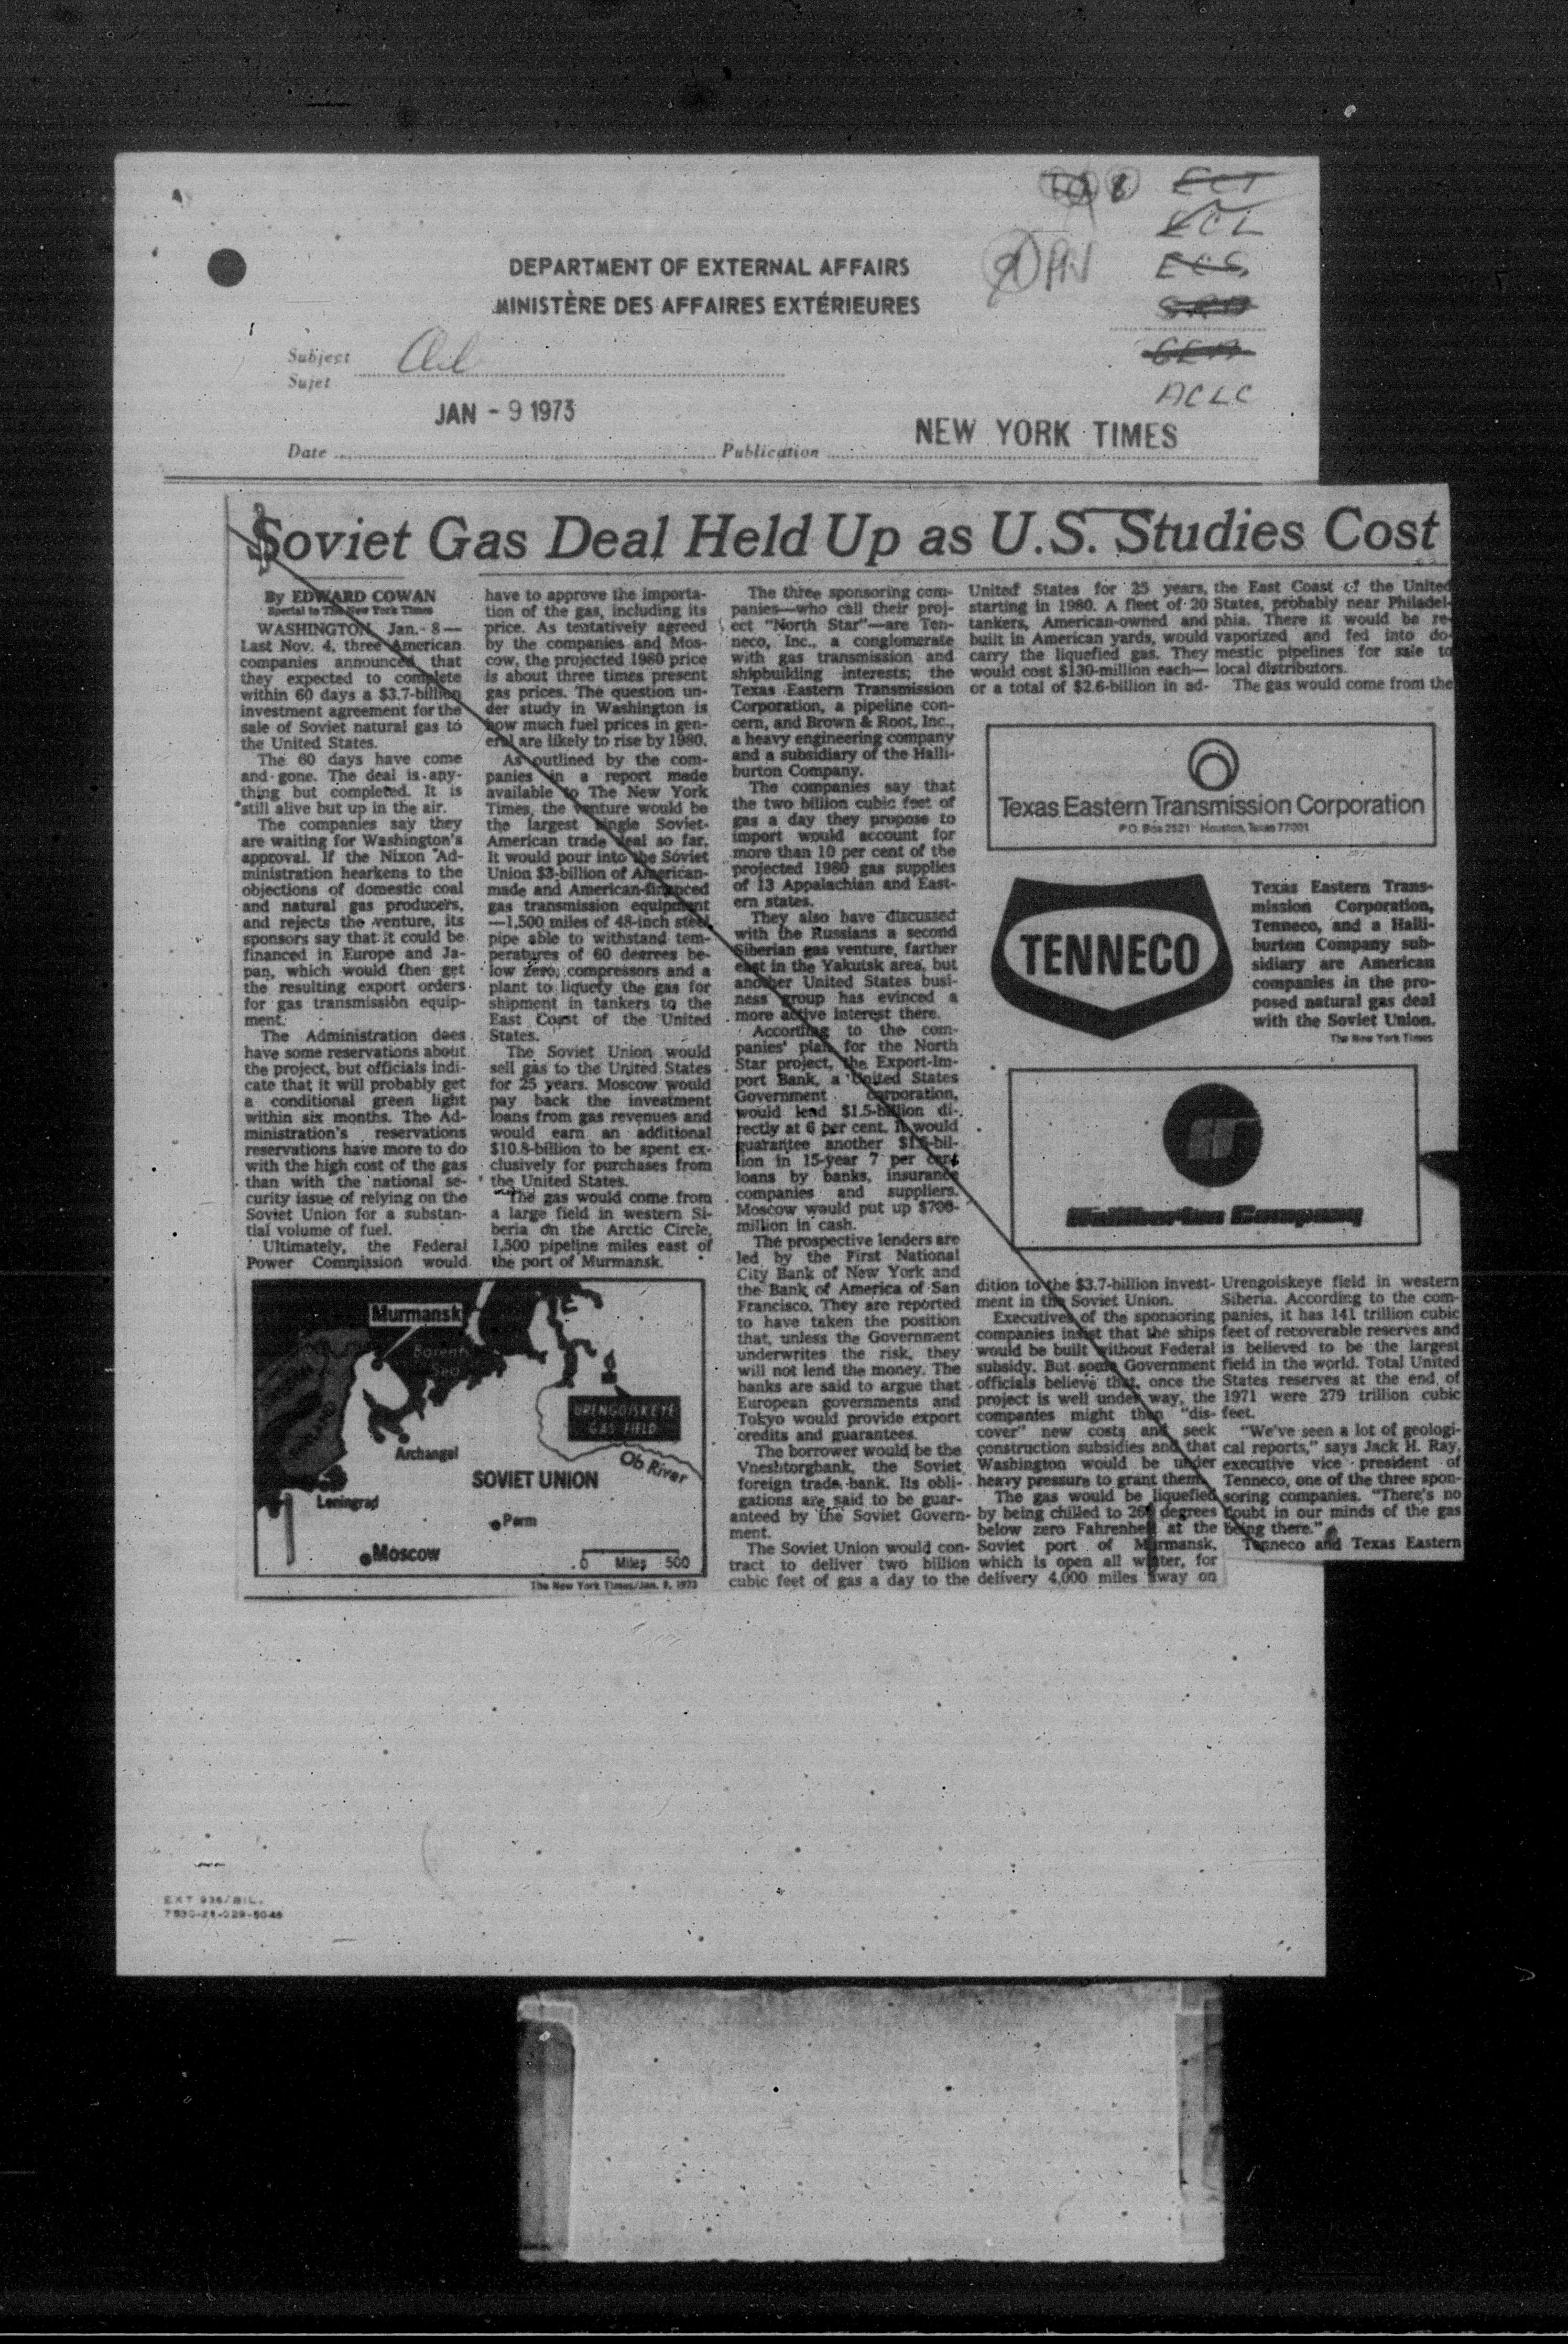 ECT
ECL
ECS
ACLC
DEPARTMENT OF EXTERNAL AFFAIRS
MINISTÈRE DES AFFAIRES EXTÉRIEURES
Subject
Sujet
JAN - 9 1973
NEW YORK TIMES
Date
Publication
Soviet Gas Deal Held Up as U.S. Studies Cost
By EDWARD COWAN
Special to The New York Times
WASHINGTON, Jan. 8—
Last Nov. 4, three American
companies announced that
they expected to complete
within 60 days a $3.7-billion
investment agreement for the
sale of Soviet natural gas to
the United States.
The 60 days have come
and gone. The deal is any-
thing but completed. It is
still alive but up in the air.
The companies say they
are waiting for Washington's
approval. If the Nixon Ad-
ministration hearkens to the
objections of domestic coal
and natural gas producers,
and rejects the venture, its
sponsors say that it could be
financed in Europe and Ja-
pan, which would then get
the resulting export orders
for gas transmission equip-
ment.
The Administration does
have some reservations about
the project, but officials indi-
cate that it will probably get
a conditional green light
within six months. The Ad-
ministration's reservations
reservations have more to do
with the high cost of the gas
than with the national se-
curity issue of relying on the
Soviet Union for a substan-
tial volume of fuel.
Ultimately, the Federal
Power Commission would
have to approve the importa-
tion of the gas, including its
price. As tentatively agreed
by the companies and Mos-
cow, the projected 1980 price
is about three times present
gas prices. The question un-
der study in Washington is
how much fuel prices in gen-
eral are likely to rise by 1980.
As outlined by the com-
panies in a report made
available to The New York
Times, the venture would be
the largest single Soviet-
American trade deal so far.
It would pour into the Soviet
Union $3-billion of American-
made and American-financed
gas transmission equipment
—1,500 miles of 48-inch steel
pipe able to withstand tem-
peratures of 60 degrees be-
low zero, compressors and a
plant to liquefy the gas for
shipment in tankers to the
East Coast of the United
States.
The Soviet Union would
sell gas to the United States
for 25 years. Moscow would
pay back the investment
loans from gas revenues and
would earn an additional
$10.8-billion to be spent ex-
clusively for purchases from
the United States.
The gas would come from
a large field in western Si-
beria on the Arctic Circle,
1,500 pipeline miles east of
the port of Murmansk.
Murmansk
Barents
Sea
FINLAND
URENGOISKEYE
GAS FIELD
Archangel
Ob River
SOVIET UNION
Leningrad
Perm
Moscow
0 Miles 500
The New York Times/Jan. 9, 1973
The three sponsoring com-
panies—who call their proj-
ect "North Star"—are Ten-
neco, Inc., a conglomerate
with gas transmission and
shipbuilding interests; the
Texas Eastern Transmission
Corporation, a pipeline con-
cern, and Brown & Root, Inc.,
a heavy engineering company
and a subsidiary of the Halli-
burton Company.
The companies say that
the two billion cubic feet of
gas a day they propose to
import would account for
more than 10 per cent of the
projected 1980 gas supplies
of 13 Appalachian and East-
ern states.
They also have discussed
with the Russians a second
Siberian gas venture, farther
east in the Yakutsk area, but
another United States busi-
ness group has evinced a
more active interest there.
According to the com-
panies' plan for the North
Star project, the Export-Im-
port Bank, a United States
Government corporation,
would lend $1.5-billion di-
rectly at 6 per cent. It would
guarantee another $1.5-bil-
lion in 15-year 7 per cent
loans by banks, insurance
companies and suppliers.
Moscow would put up $700-
million in cash.
The prospective lenders are
led by the First National
City Bank of New York and
the Bank of America of San
Francisco. They are reported
to have taken the position
that, unless the Government
underwrites the risk, they
will not lend the money. The
banks are said to argue that
European governments and
Tokyo would provide export
credits and guarantees.
The borrower would be the
Vneshtorgbank, the Soviet
foreign trade bank. Its obli-
gations are said to be guar-
anteed by the Soviet Govern-
ment.
The Soviet Union would con-
tract to deliver two billion
cubic feet of gas a day to the
United States for 25 years,
starting in 1980. A fleet of 20
tankers, American-owned and
built in American yards, would
carry the liquefied gas. They
would cost $130-million each—
or a total of $2.6-billion in ad-
dition to the $3.7-billion invest-
ment in the Soviet Union.
Executives of the sponsoring
companies insist that the ships
would be built without Federal
subsidy. But some Government
officials believe that, once the
project is well under way, the
companies might then "dis-
cover" new costs and seek
construction subsidies and that
Washington would be under
heavy pressure to grant them.
The gas would be liquefied
by being chilled to 260 degrees
below zero Fahrenheit at the
Soviet port of Murmansk,
which is open all winter, for
delivery 4,000 miles away on
the East Coast of the United
States, probably near Philadel-
phia. There it would be re-
vaporized and fed into do-
mestic pipelines for sale to
local distributors.
The gas would come from the
Urengoiskeye field in western
Siberia. According to the com-
panies, it has 141 trillion cubic
feet of recoverable reserves and
is believed to be the largest
field in the world. Total United
States reserves at the end of
1971 were 279 trillion cubic
feet.
"We've seen a lot of geologi-
cal reports," says Jack H. Ray,
executive vice president of
Tenneco, one of the three spon-
soring companies. "There's no
doubt in our minds of the gas
being there."
Tenneco and Texas Eastern
Texas Eastern Transmission Corporation
P.O. Box 2521 Houston, Texas 77001
TENNECO
Texas Eastern Trans-
mission Corporation,
Tenneco, and a Halli-
burton Company sub-
sidiary are American
companies in the pro-
posed natural gas deal
with the Soviet Union.
The New York Times
Halliburton Company
EXT 936/BIL.
7530-21-029-5046